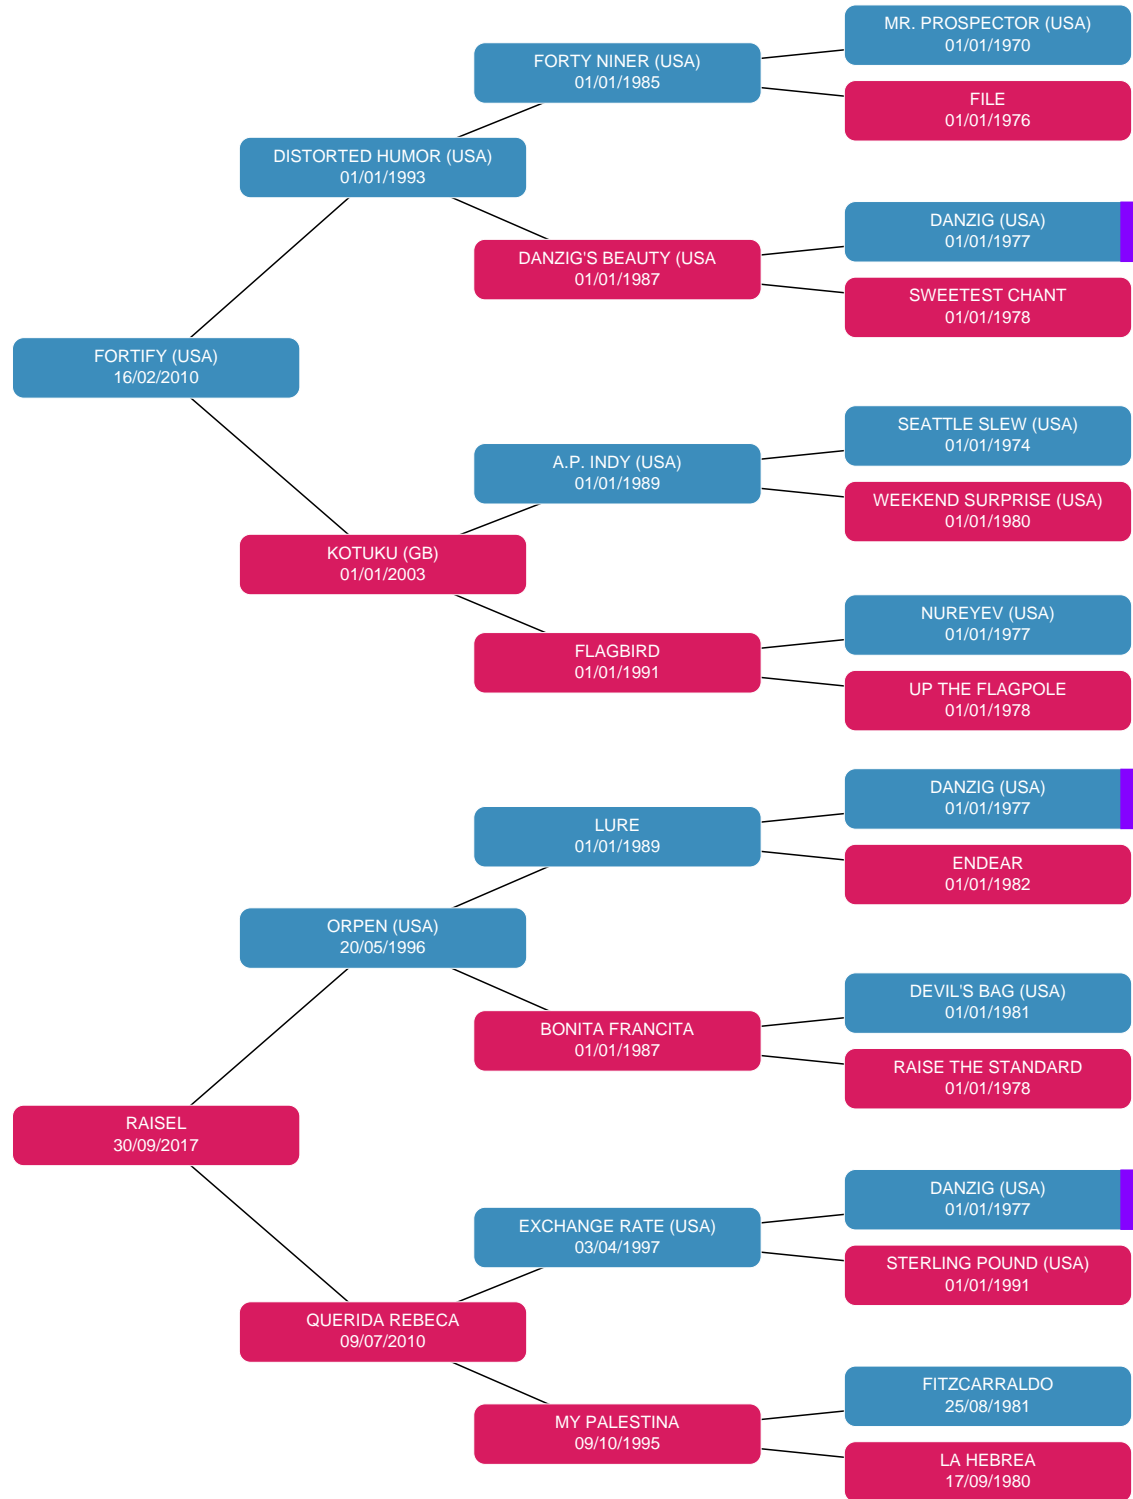 MR. PROSPECTOR (USA)
01/01/1970
FORTY NINER (USA)
01/01/1985
FILE
01/01/1976
DISTORTED HUMOR (USA)
01/01/1993
DANZIG (USA)
01/01/1977
DANZIG'S BEAUTY (USA
01/01/1987
SWEETEST CHANT
01/01/1978
FORTIFY (USA)
16/02/2010
SEATTLE SLEW (USA)
01/01/1974
A.P. INDY (USA)
01/01/1989
WEEKEND SURPRISE (USA)
01/01/1980
KOTUKU (GB)
01/01/2003
NUREYEV (USA)
01/01/1977
FLAGBIRD
01/01/1991
UP THE FLAGPOLE
01/01/1978
DANZIG (USA)
01/01/1977
LURE
01/01/1989
ENDEAR
01/01/1982
ORPEN (USA)
20/05/1996
DEVIL'S BAG (USA)
01/01/1981
BONITA FRANCITA
01/01/1987
RAISE THE STANDARD
01/01/1978
RAISEL
30/09/2017
DANZIG (USA)
01/01/1977
EXCHANGE RATE (USA)
03/04/1997
STERLING POUND (USA)
01/01/1991
QUERIDA REBECA
09/07/2010
FITZCARRALDO
25/08/1981
MY PALESTINA
09/10/1995
LA HEBREA
17/09/1980